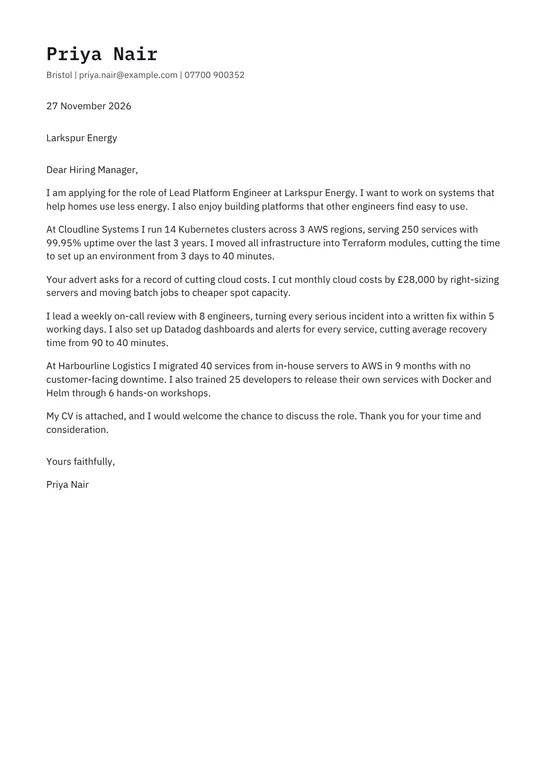 Priya Nair
Bristol | priya.nair@example.com | 07700 900352
27 November 2026
Larkspur Energy
Dear Hiring Manager,
I am applying for the role of Lead Platform Engineer at Larkspur Energy. I want to work on systems that
help homes use less energy. I also enjoy building platforms that other engineers find easy to use.
At Cloudline Systems I run 14 Kubernetes clusters across 3 AWS regions, serving 250 services with
99.95% uptime over the last 3 years. I moved all infrastructure into Terraform modules, cutting the time
to set up an environment from 3 days to 40 minutes.
Your advert asks for a record of cutting cloud costs. I cut monthly cloud costs by £28,000 by right-sizing
servers and moving batch jobs to cheaper spot capacity.
I lead a weekly on-call review with 8 engineers, turning every serious incident into a written fix within 5
working days. I also set up Datadog dashboards and alerts for every service, cutting average recovery
time from 90 to 40 minutes.
At Harbourline Logistics I migrated 40 services from in-house servers to AWS in 9 months with no
customer-facing downtime. I also trained 25 developers to release their own services with Docker and
Helm through 6 hands-on workshops.
My CV is attached, and I would welcome the chance to discuss the role. Thank you for your time and
consideration.
Yours faithfully,
Priya Nair